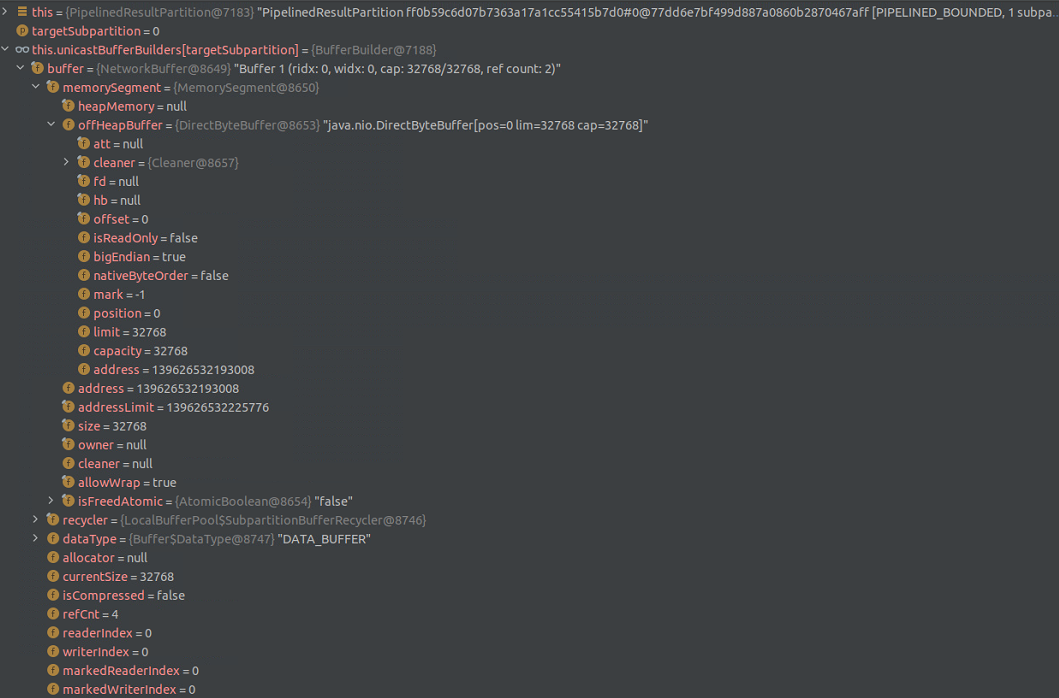 this = {PipelinedResultPartition@7183} "PipelinedResultPartition ff0b59c6d07b7363a17a1cc55415b7d0#0@77dd6e7bf499d887a0860b2870467aff [PIPELINED_BOUNDED, 1 subpa...
targetSubpartition = 0
this.unicastBufferBuilders[targetSubpartition] = {BufferBuilder@7188}
buffer = {NetworkBuffer@8649} "Buffer 1 (ridx: 0, widx: 0, cap: 32768/32768, ref count: 2)"
memorySegment = {MemorySegment@8650}
heapMemory = null
offHeapBuffer = {DirectByteBuffer@8653} "java.nio.DirectByteBuffer[pos=0 lim=32768 cap=32768]"
att = null
cleaner = {Cleaner@8657}
fd = null
hb = null
offset = 0
isReadOnly = false
bigEndian = true
nativeByteOrder = false
mark = -1
position = 0
limit = 32768
capacity = 32768
address = 139626532193008
address = 139626532193008
addressLimit = 139626532225776
size = 32768
owner = null
cleaner = null
allowWrap = true
isFreedAtomic = {AtomicBoolean@8654} "false"
recycler = {LocalBufferPool$SubpartitionBufferRecycler@8746}
dataType = {Buffer$DataType@8747} "DATA_BUFFER"
allocator = null
currentSize = 32768
isCompressed = false
refCnt = 4
readerIndex = 0
writerIndex = 0
markedReaderIndex = 0
markedWriterIndex = 0